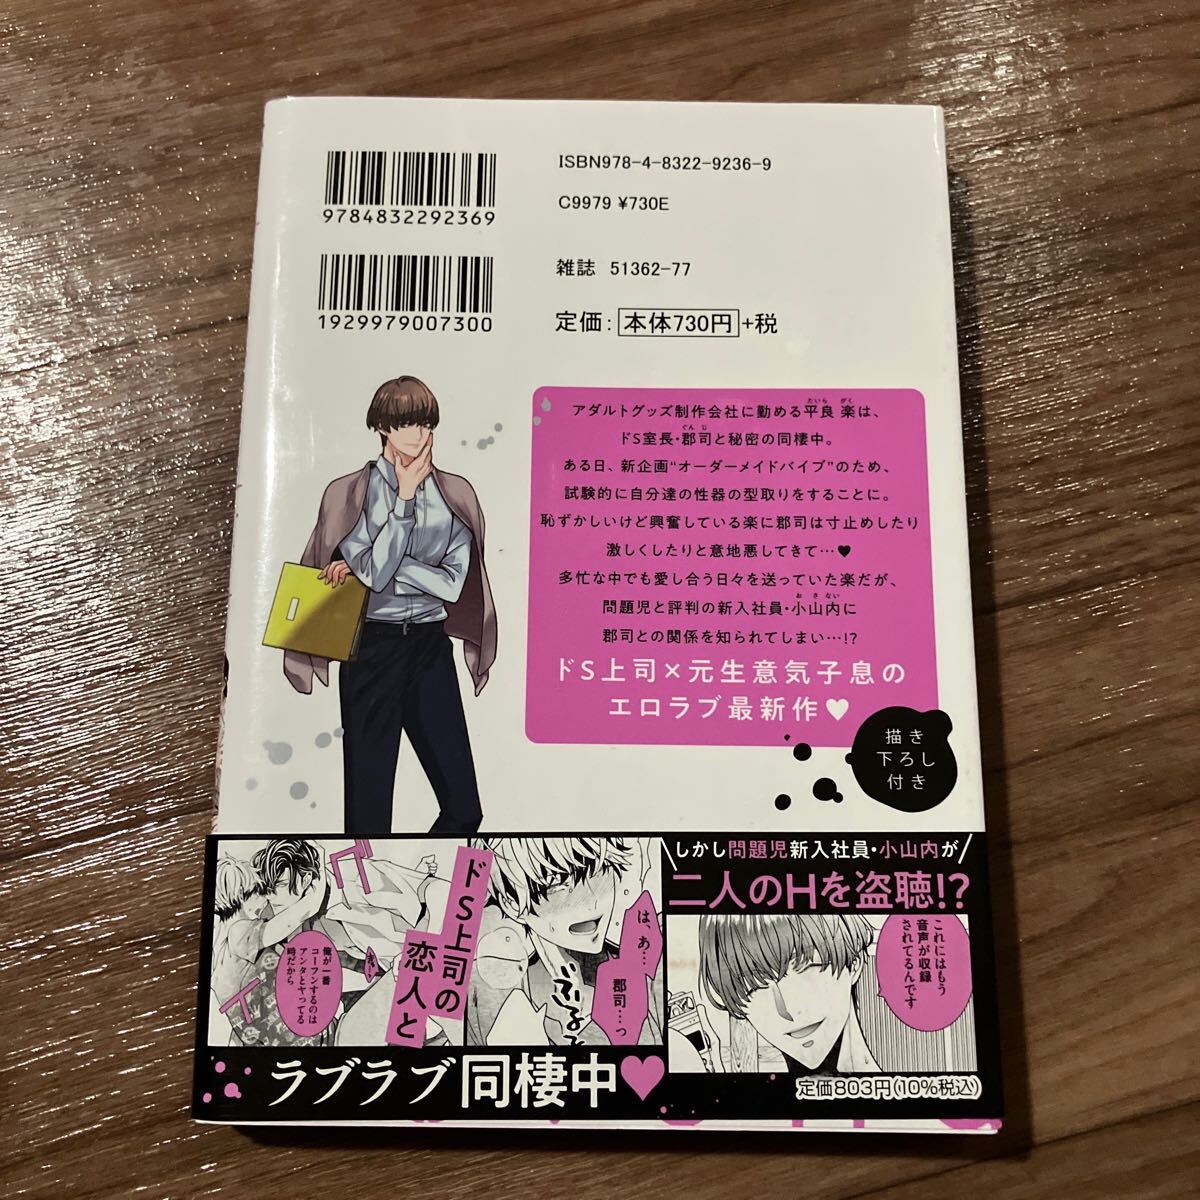 ISBN978-4-8322-9236-9
9784832292369
C9979 ¥730E
雑誌 51362-77
1929979007300
定価：本体730円+税
アダルトグッズ制作会社に勤める平良 楽は、
ドS室長・郡司と秘密の同棲中。
ある日、新企画"オーダーメイドバイブ"のため、
試験的に自分達の性器の型取りをすることに。
恥ずかしいけど興奮している楽に郡司は寸止めしたり
激しくしたりと意地悪してきて…♥
多忙な中でも愛し合う日々を送っていた楽だが、
問題児と評判の新入社員・小山内に
郡司との関係を知られてしまい…!?
ドS上司×元生意気子息の
エロラブ最新作♥
描き
下ろし
付き
しかし問題児新入社員・小山内が
二人のHを盗聴!?
これにはもう
音声が収録
されてるんです
は、あ…
郡司…っ
ドS上司の
恋人と
俺が一番
コーフンするのは
アンタとヤってる
時だから
ラブラブ同棲中♥
定価803円(10%税込)